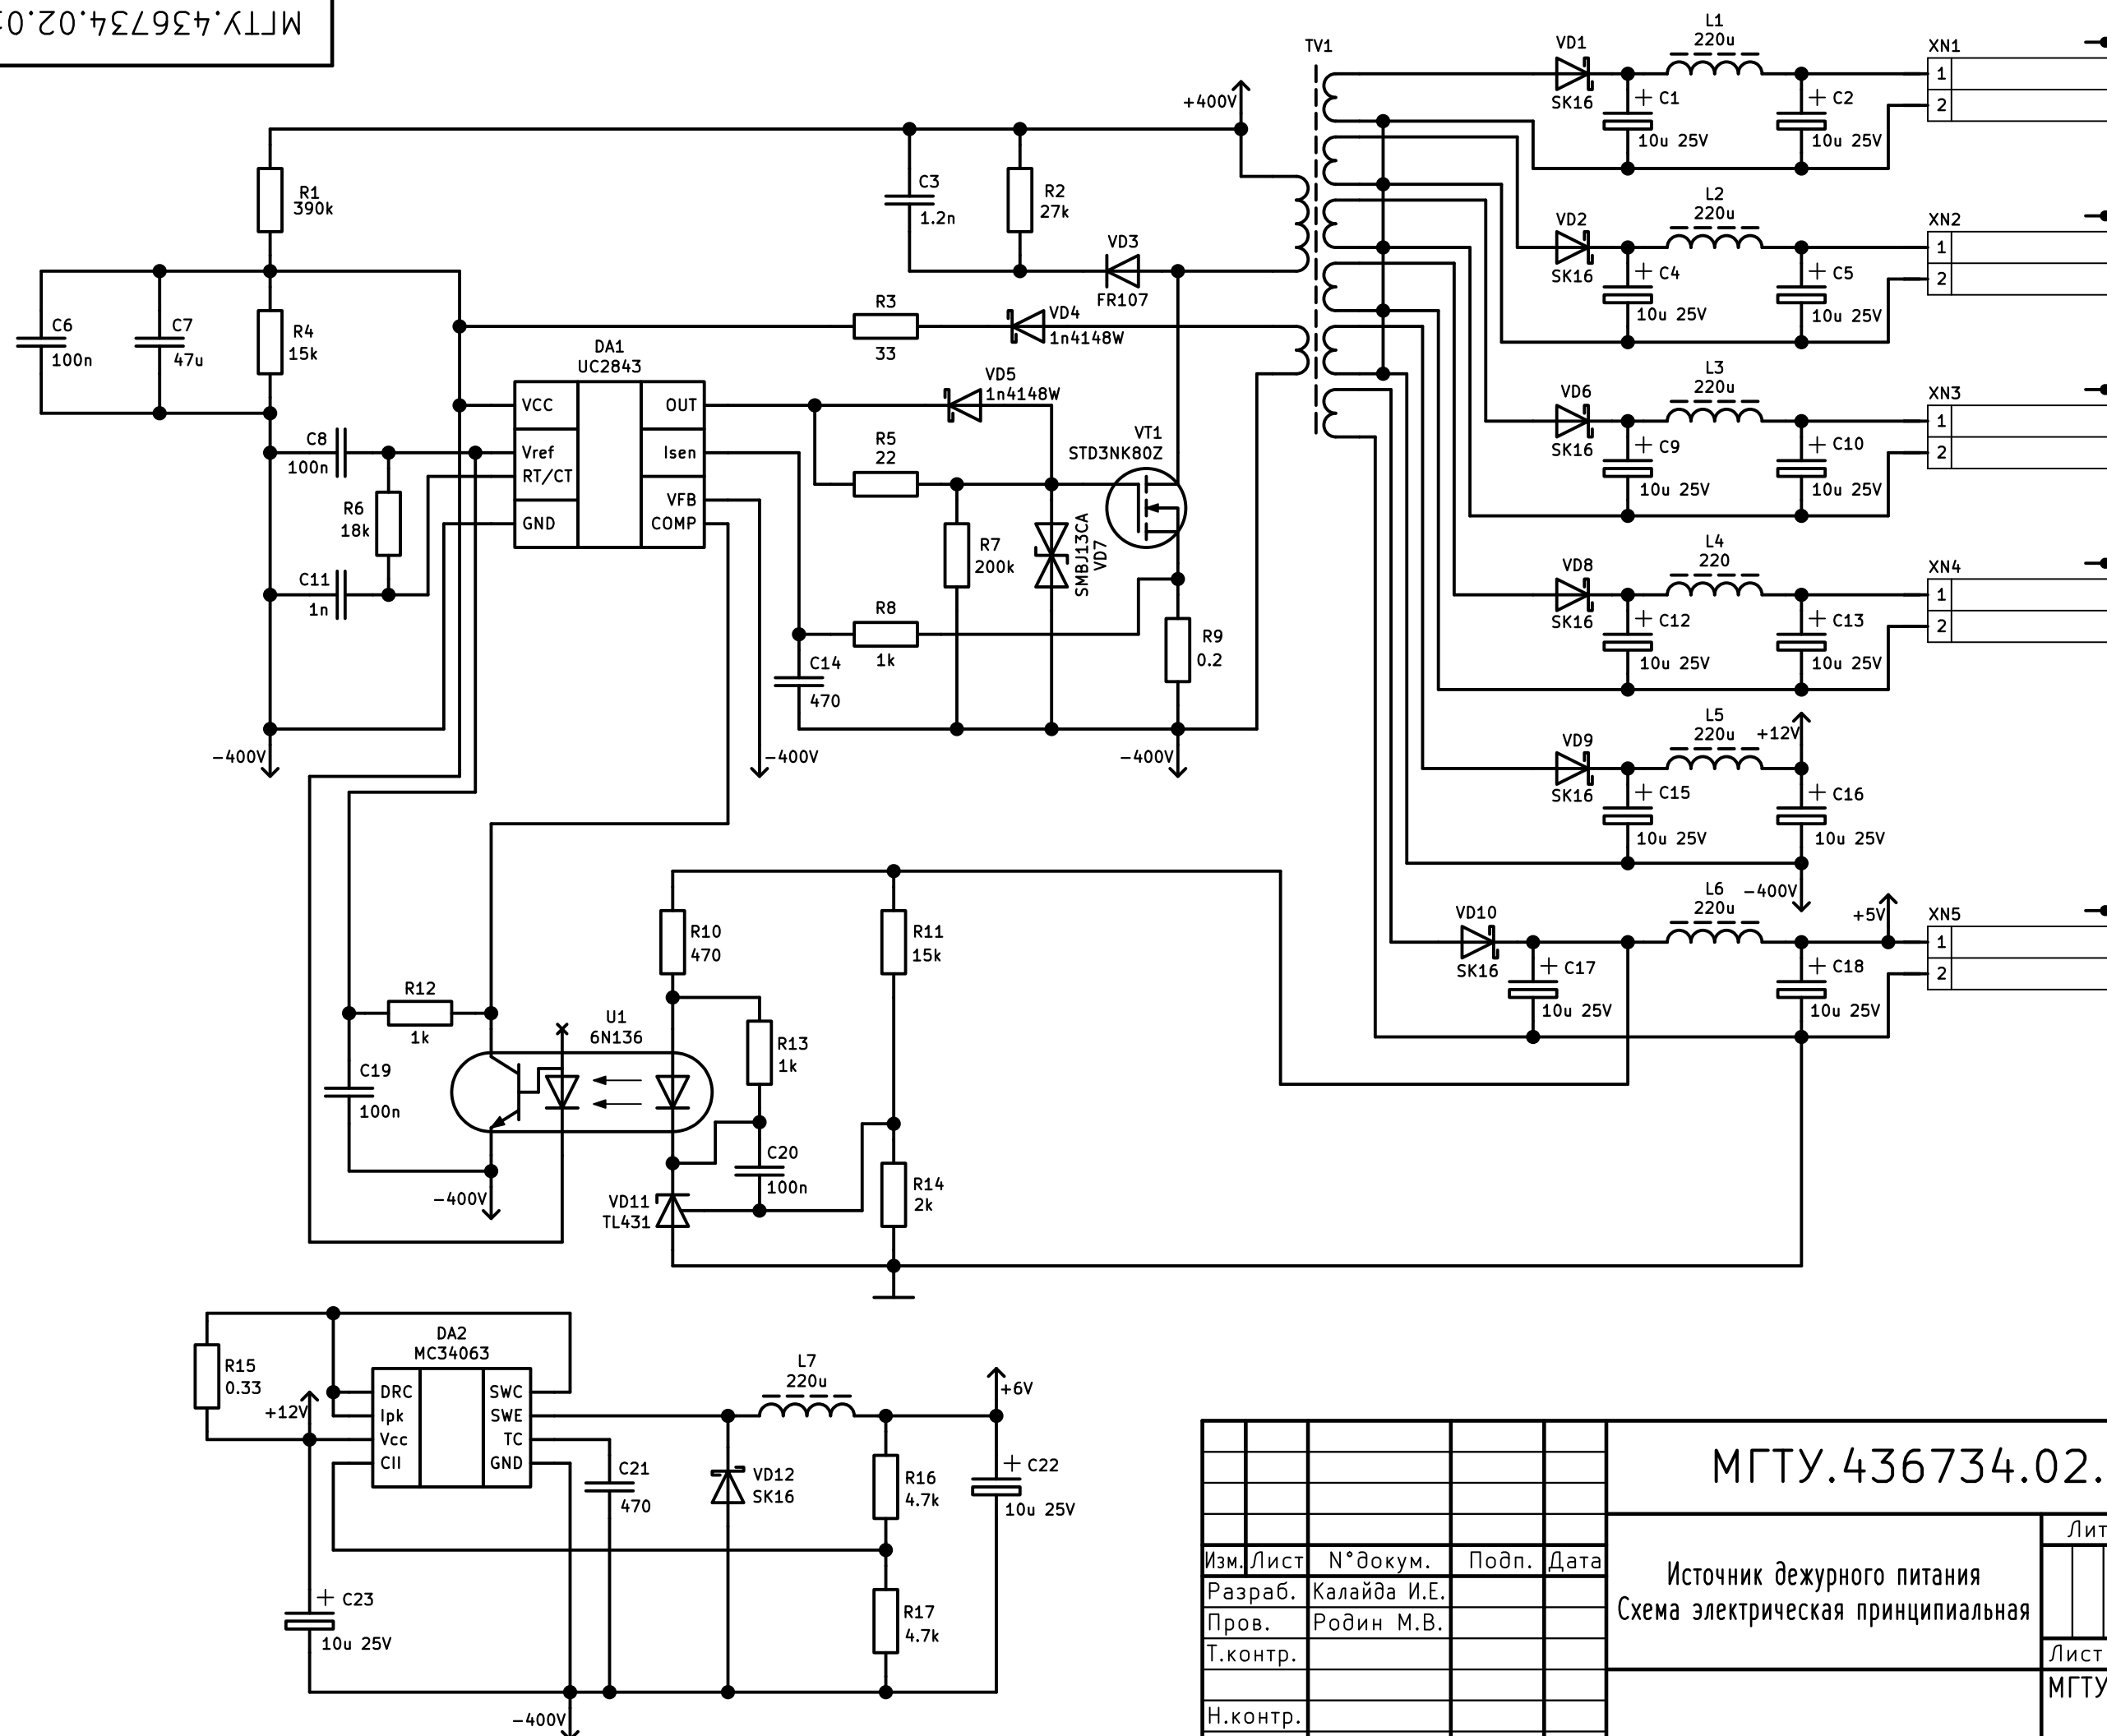 МГТУ.436734.02.0
TV1
+400V
VD1
SK16
L1
220u
+ C1
10u 25V
+ C2
10u 25V
XN1
1
2
R1
390k
C3
1.2n
R2
27k
VD3
FR107
VD2
SK16
L2
220u
+ C4
10u 25V
+ C5
10u 25V
XN2
1
2
C6
100n
C7
47u
R4
15k
R3
33
VD4
1n4148W
DA1
UC2843
VCC
Vref
RT/CT
GND
OUT
Isen
VFB
COMP
VD5
1n4148W
R5
22
VT1
STD3NK80Z
VD6
SK16
L3
220u
+ C9
10u 25V
+ C10
10u 25V
XN3
1
2
C8
100n
R6
18k
C11
1n
R7
200k
SMBJ13CA
VD7
R8
1k
C14
470
R9
0.2
VD8
SK16
L4
220
+ C12
10u 25V
+ C13
10u 25V
XN4
1
2
-400V
-400V
-400V
VD9
SK16
L5
220u
+12V
+ C15
10u 25V
+ C16
10u 25V
-400V
VD10
SK16
L6
220u
+5V
+ C17
10u 25V
+ C18
10u 25V
XN5
1
2
R10
470
R11
15k
R12
1k
U1
6N136
R13
1k
C19
100n
C20
100n
-400V
VD11
TL431
R14
2k
R15
0.33
+12V
DA2
MC34063
DRC
Ipk
Vcc
CII
SWC
SWE
TC
GND
L7
220u
+6V
C21
470
VD12
SK16
R16
4.7k
+ C22
10u 25V
+ C23
10u 25V
R17
4.7k
-400V
МГТУ.436734.02.
Изм. Лист N°докум. Подп. Дата
Разраб. Калайда И.Е.
Пров. Родин М.В.
Т.контр.
Н.контр.
Источник дежурного питания
Схема электрическая принципиальная
Лит
Лист
МГТУ